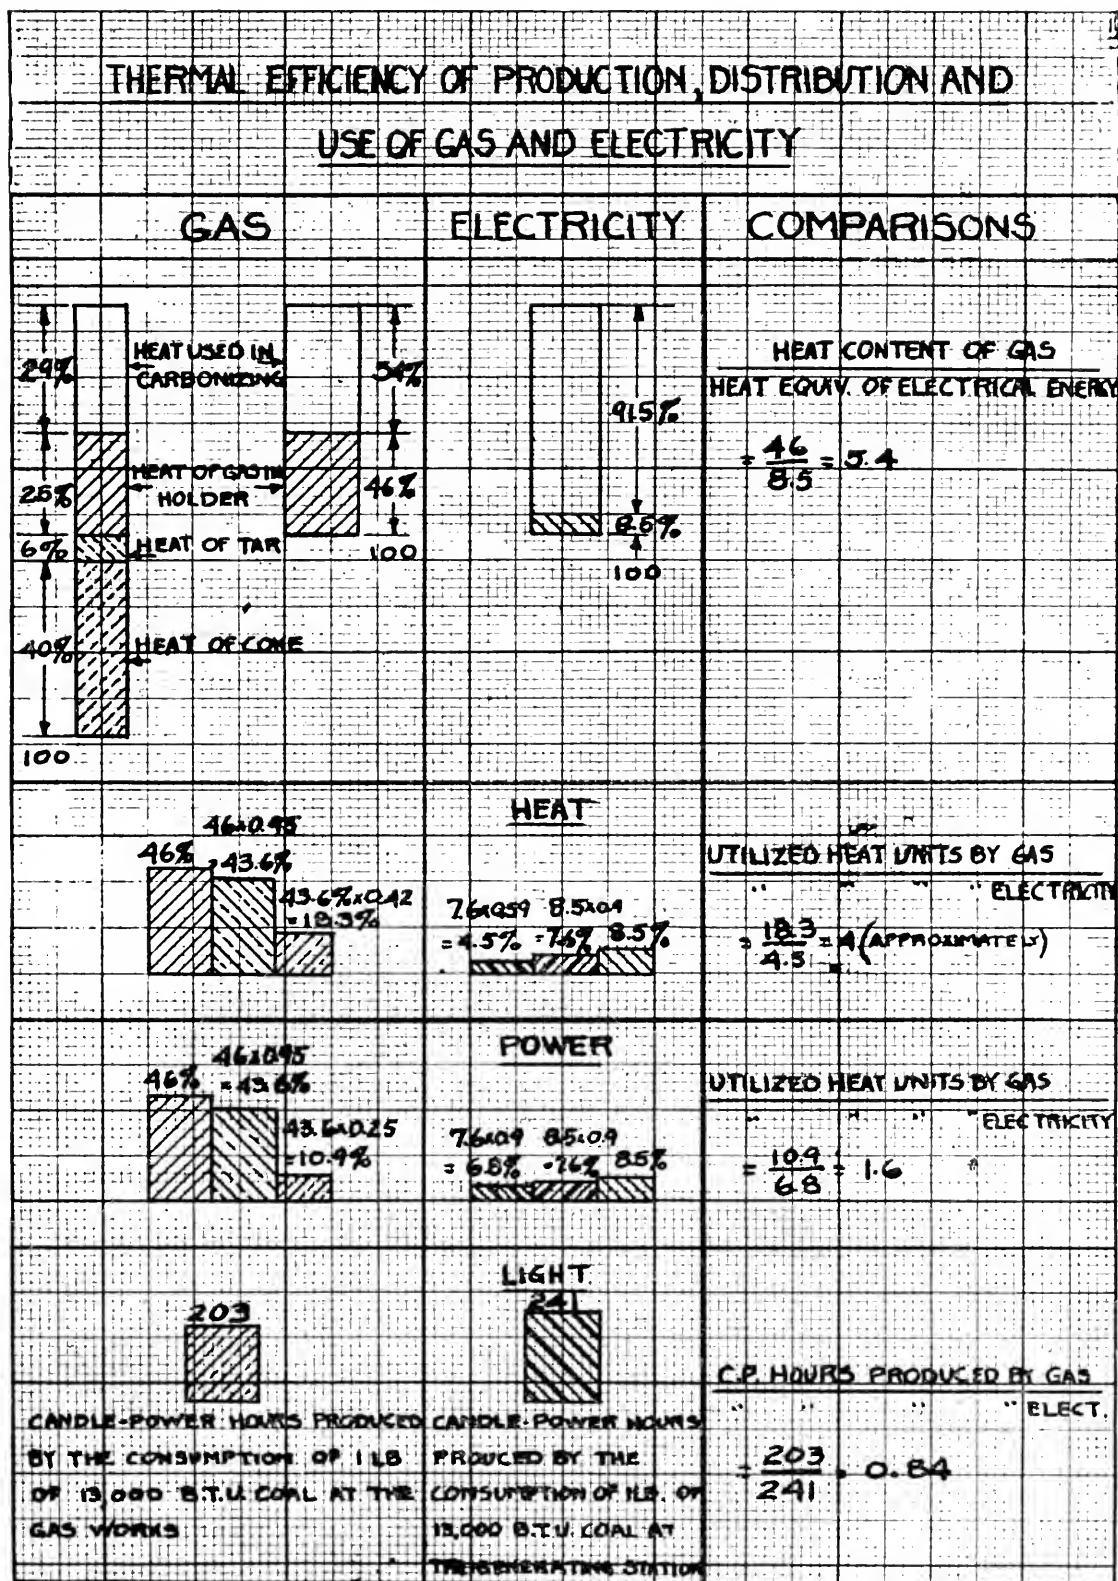 THERMAL EFFICIENCY OF PRODUCTION, DISTRIBUTION AND
USE OF GAS AND ELECTRICITY
GAS
ELECTRICITY
COMPARISONS
29%
25%
6%
40%
100
HEAT USED IN
CARBONIZING
HEAT OF GAS IN
HOLDER
HEAT OF TAR
HEAT OF COKE
54%
46%
100
91.5%
8.5%
100
HEAT CONTENT OF GAS
HEAT EQUIV. OF ELECTRICAL ENERGY
= 46/8.5 = 5.4
HEAT
46%
46x0.95
43.6%
43.6%x0.42
= 18.3%
7.6x0.59 8.5x0.9
= 4.5% = 7.6% 8.5%
UTILIZED HEAT UNITS BY GAS
" " " " ELECTRICITY
= 18.3/4.5 = 4 (APPROXIMATELY)
POWER
46%
46x0.95
= 43.6%
43.6x0.25
= 10.9%
7.6x0.9 8.5x0.9
= 6.8% = 7.6% 8.5%
UTILIZED HEAT UNITS BY GAS
" " " " ELECTRICITY
= 10.9/6.8 = 1.6
LIGHT
203
241
CANDLE-POWER HOURS PRODUCED
BY THE CONSUMPTION OF 1 LB
OF 13,000 B.T.U. COAL AT THE
GAS WORKS
CANDLE-POWER HOURS
PRODUCED BY THE
CONSUMPTION OF 1 LB. OF
13,000 B.T.U. COAL AT
THE GENERATING STATION
C.P. HOURS PRODUCED BY GAS
" " " " ELECT.
= 203/241 = 0.84